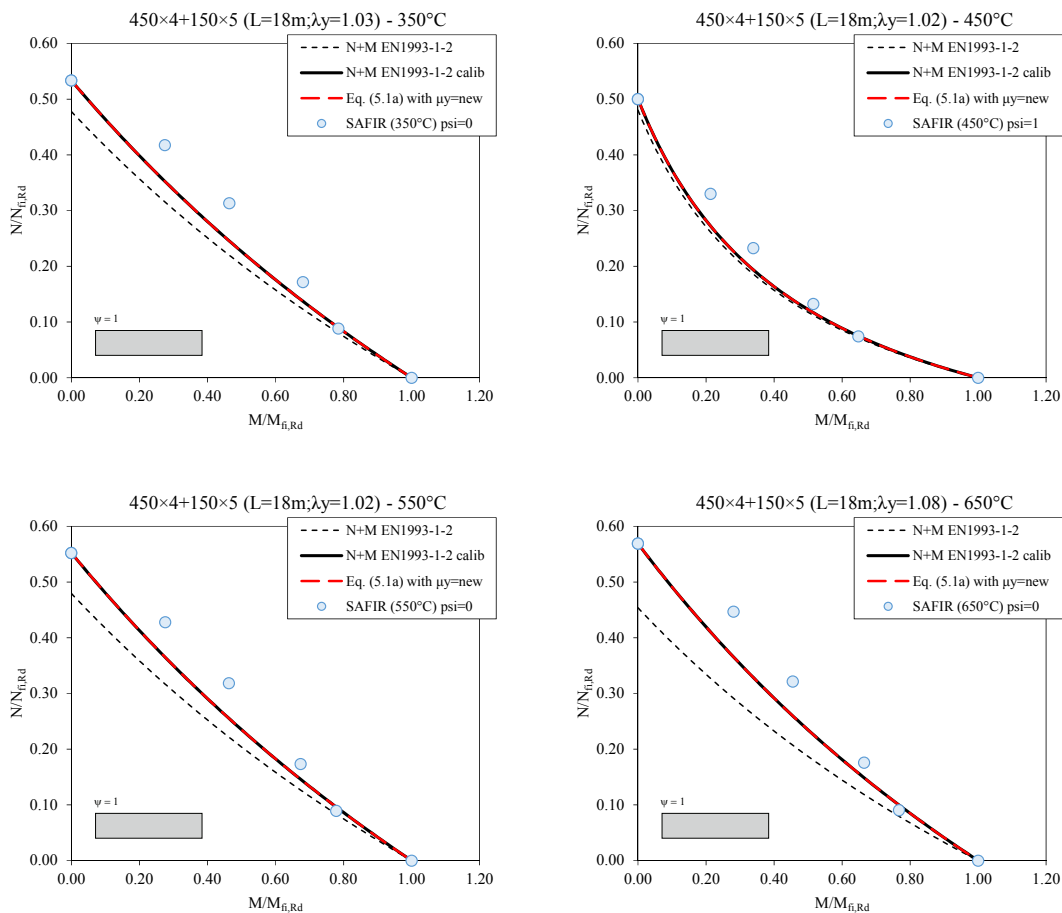 450×4+150×5 (L=18m;λy=1.03) - 350°C
0.60
0.50
0.40
0.30
0.20
0.10
0.00
N/Nfi,Rd
N+M EN1993-1-2
N+M EN1993-1-2 calib
Eq. (5.1a) with μy=new
SAFIR (350°C) psi=0
ψ = 1
0.00 0.20 0.40 0.60 0.80 1.00 1.20
M/Mfi,Rd
450×4+150×5 (L=18m;λy=1.02) - 450°C
0.60
0.50
0.40
0.30
0.20
0.10
0.00
N/Nfi,Rd
N+M EN1993-1-2
N+M EN1993-1-2 calib
Eq. (5.1a) with μy=new
SAFIR (450°C) psi=1
ψ = 1
0.00 0.20 0.40 0.60 0.80 1.00 1.20
M/Mfi,Rd
450×4+150×5 (L=18m;λy=1.02) - 550°C
0.60
0.50
0.40
0.30
0.20
0.10
0.00
N/Nfi,Rd
N+M EN1993-1-2
N+M EN1993-1-2 calib
Eq. (5.1a) with μy=new
SAFIR (550°C) psi=0
ψ = 1
0.00 0.20 0.40 0.60 0.80 1.00 1.20
M/Mfi,Rd
450×4+150×5 (L=18m;λy=1.08) - 650°C
0.60
0.50
0.40
0.30
0.20
0.10
0.00
N/Nfi,Rd
N+M EN1993-1-2
N+M EN1993-1-2 calib
Eq. (5.1a) with μy=new
SAFIR (650°C) psi=0
ψ = 1
0.00 0.20 0.40 0.60 0.80 1.00 1.20
M/Mfi,Rd